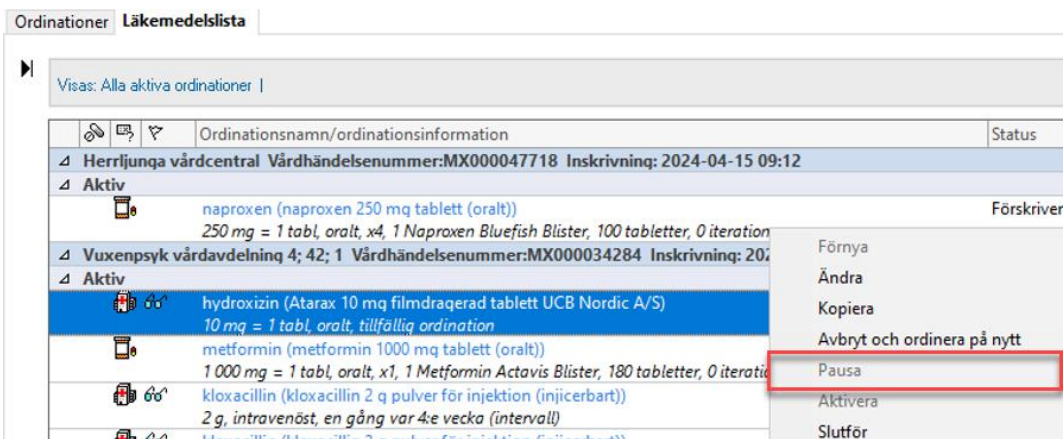 Ordinationer Läkemedelslista
Visas: Alla aktiva ordinationer |
Ordinationsnamn/ordinationsinformation Status
Herrljunga vårdcentral Vårdhändelsenummer:MX000047718 Inskrivning: 2024-04-15 09:12
Aktiv
naproxen (naproxen 250 mg tablett (oralt)) Förskriven
250 mg = 1 tabl, oralt, x4, 1 Naproxen Bluefish Blister, 100 tabletter, 0 iteration
Vuxenpsyk vårdavdelning 4; 42; 1 Vårdhändelsenummer:MX000034284 Inskrivning: 202
Aktiv
hydroxizin (Atarax 10 mg filmdragerad tablett UCB Nordic A/S)
10 mg = 1 tabl, oralt, tillfällig ordination
metformin (metformin 1000 mg tablett (oralt))
1 000 mg = 1 tabl, oralt, x1, 1 Metformin Actavis Blister, 180 tabletter, 0 iteratio
kloxacillin (kloxacillin 2 g pulver för injektion (injicerbart))
2 g, intravenöst, en gång var 4:e vecka (intervall)
Förnya
Ändra
Kopiera
Avbryt och ordinera på nytt
Pausa
Aktivera
Slutför